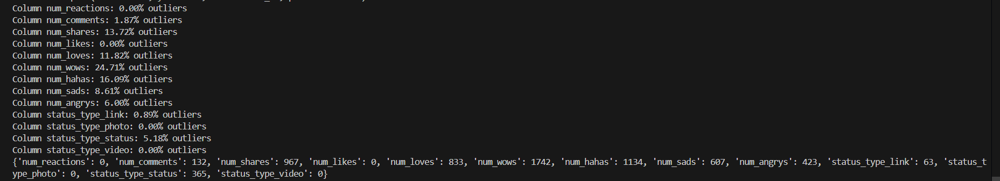 Column num_reactions: 0.00% outliers
Column num_comments: 1.87% outliers
Column num_shares: 13.72% outliers
Column num_likes: 0.00% outliers
Column num_loves: 11.82% outliers
Column num_wows: 24.71% outliers
Column num_hahas: 16.09% outliers
Column num_sads: 8.61% outliers
Column num_angrys: 6.00% outliers
Column status_type_link: 0.89% outliers
Column status_type_photo: 0.00% outliers
Column status_type_status: 5.18% outliers
Column status_type_video: 0.00% outliers
{'num_reactions': 0, 'num_comments': 132, 'num_shares': 967, 'num_likes': 0, 'num_loves': 833, 'num_wows': 1742, 'num_hahas': 1134, 'num_sads': 607, 'num_angrys': 423, 'status_type_link': 63, 'status_t
ype_photo': 0, 'status_type_status': 365, 'status_type_video': 0}